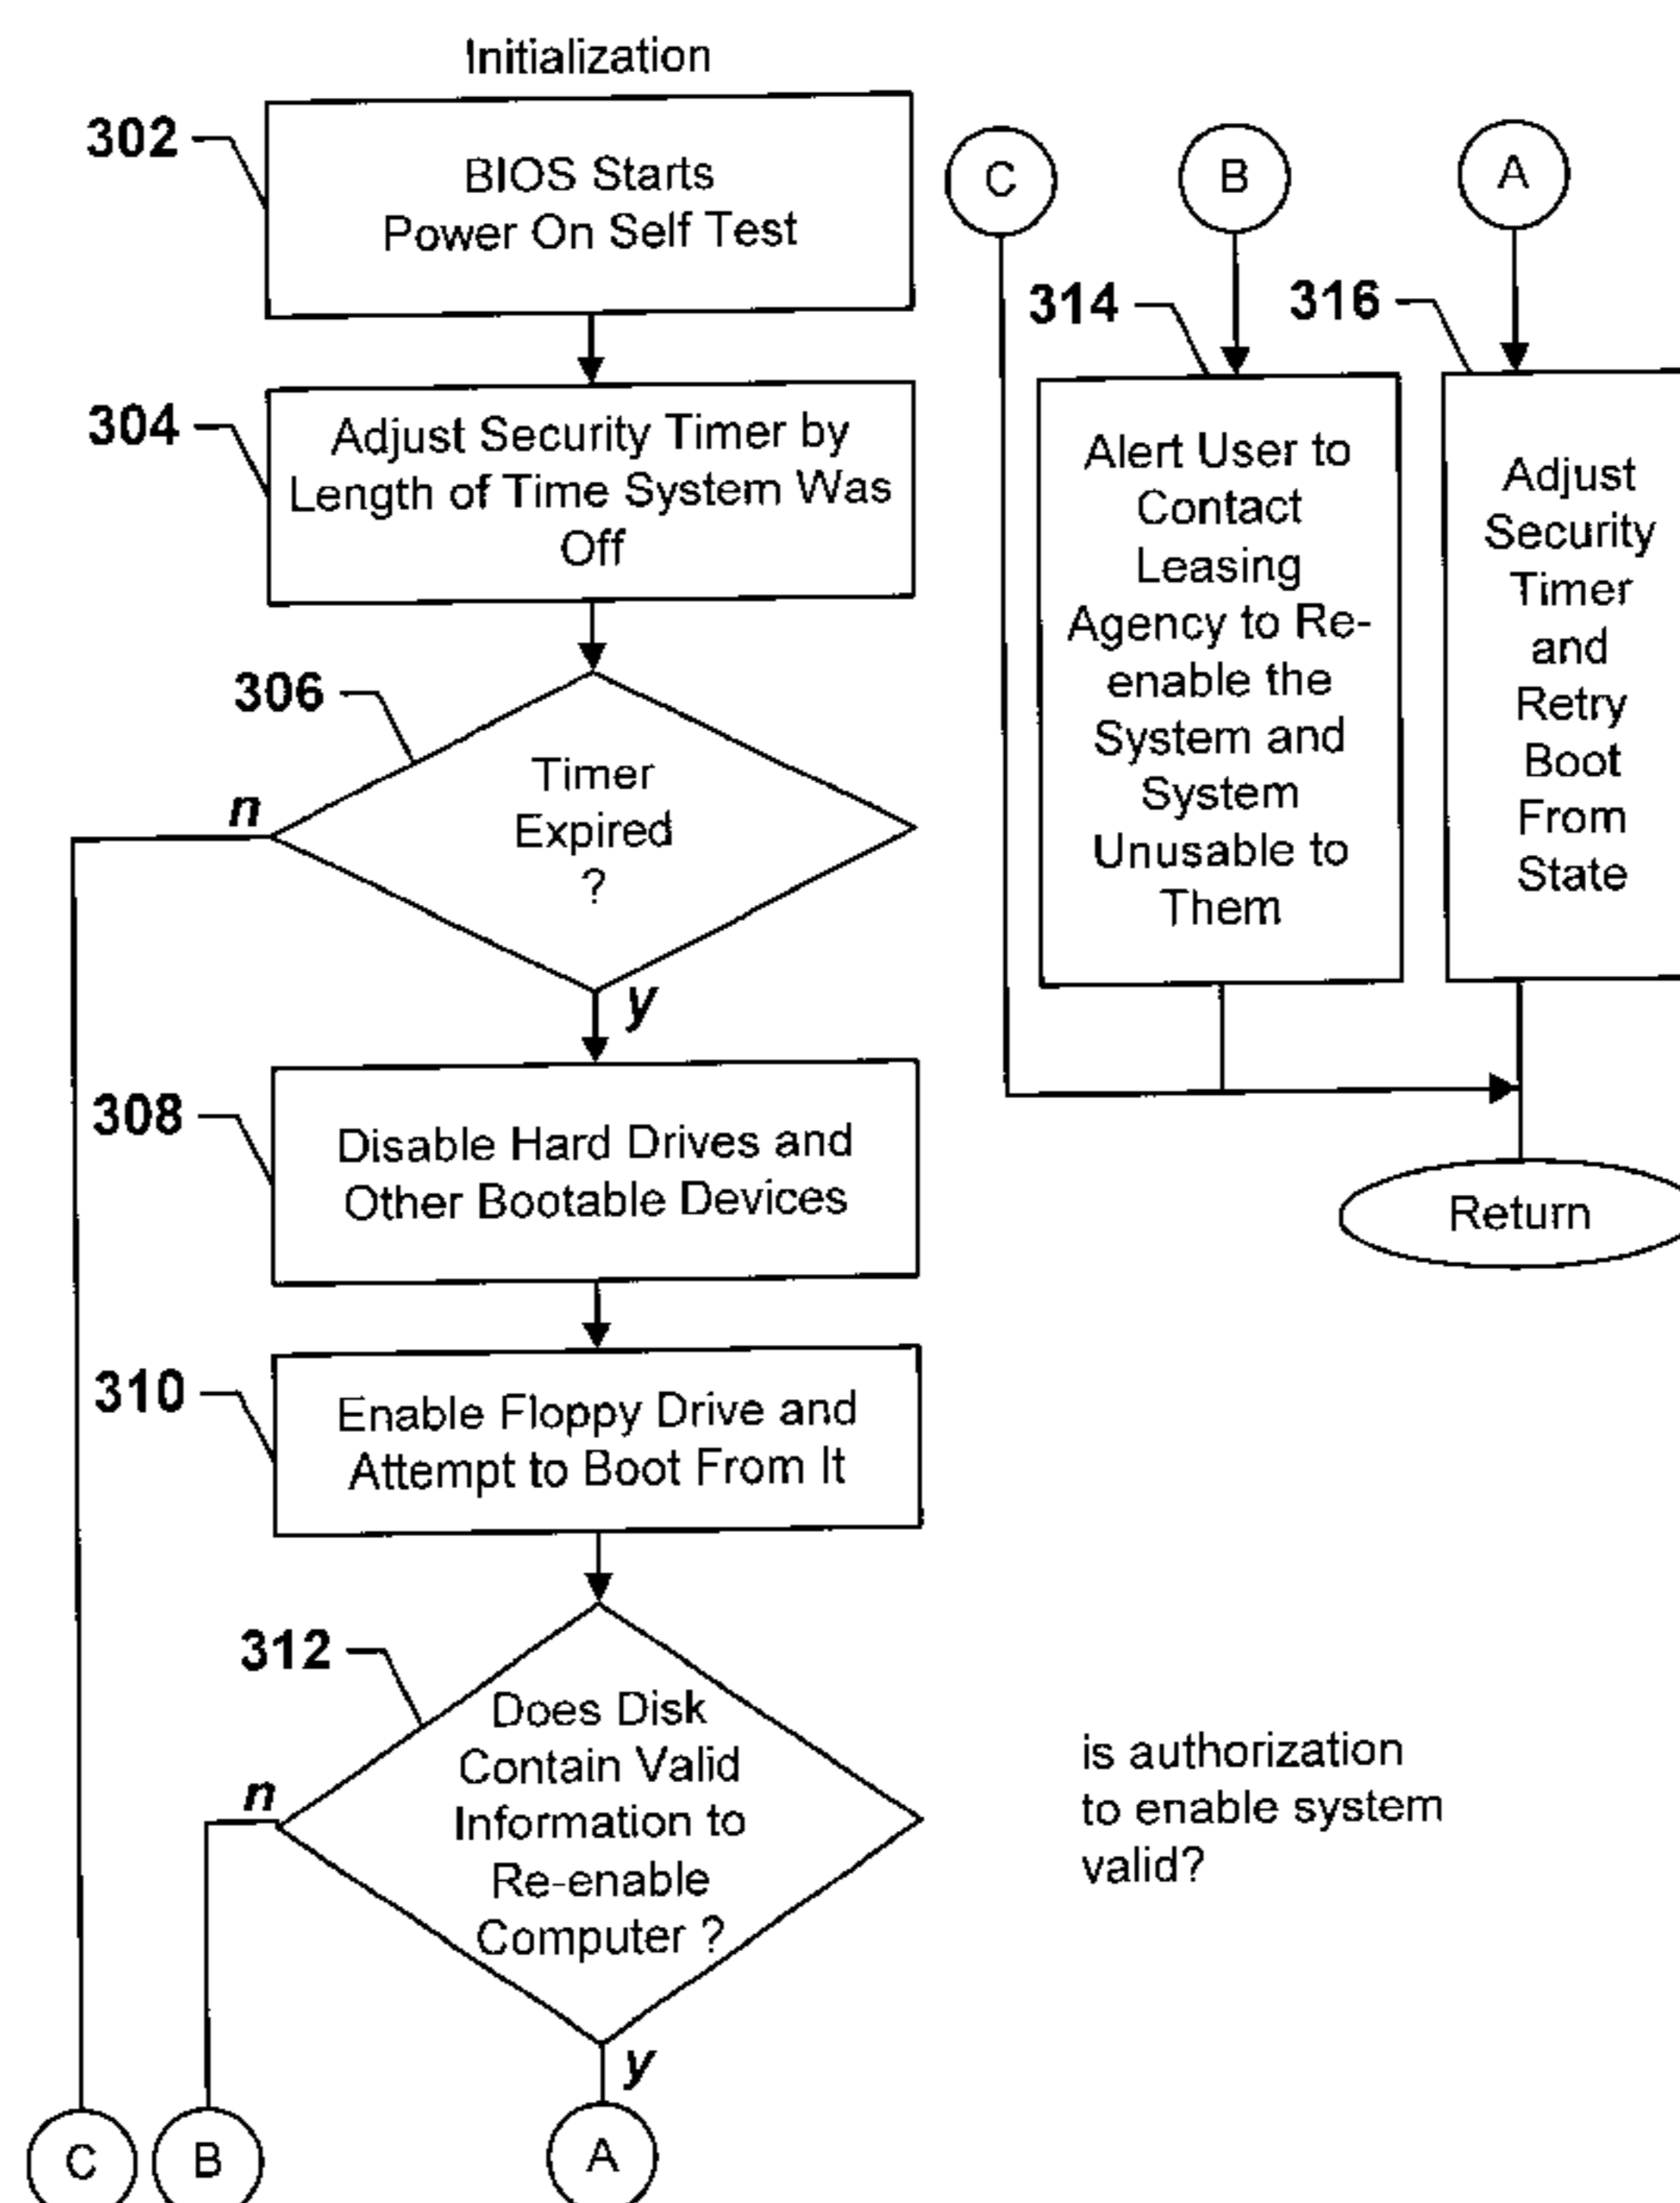 Initialization
302
BIOS Starts
Power On Self Test
304
Adjust Security Timer by
Length of Time System Was
Off
306
Timer
Expired
?
n
y
308
Disable Hard Drives and
Other Bootable Devices
310
Enable Floppy Drive and
Attempt to Boot From It
312
Does Disk
Contain Valid
Information to
Re-enable
Computer ?
n
y
C
B
A
C
B
A
314
Alert User to
Contact
Leasing
Agency to Re-
enable the
System and
System
Unusable to
Them
316
Adjust
Security
Timer
and
Retry
Boot
From
State
Return
is authorization
to enable system
valid?